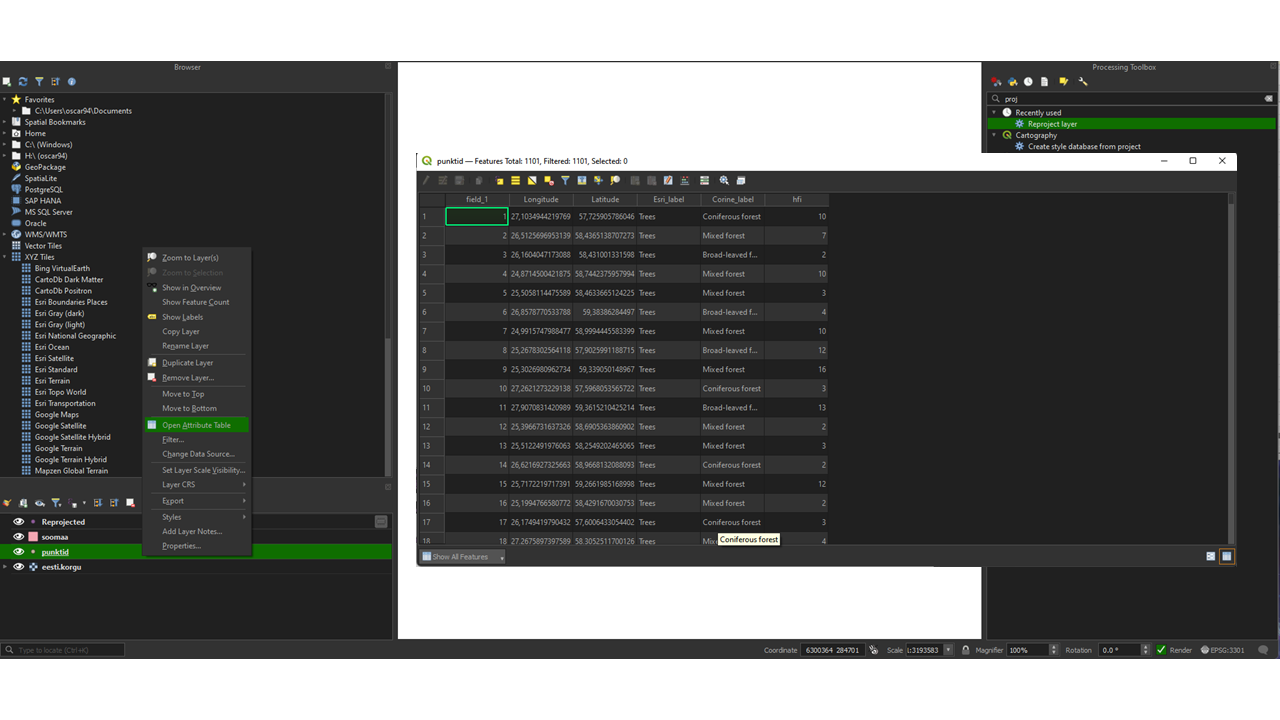 Browser
Favorites
C:\Users\oscar94\Documents
Spatial Bookmarks
Home
C:\ (Windows)
H:\ (oscar94)
GeoPackage
SpatiaLite
PostgreSQL
SAP HANA
MS SQL Server
Oracle
WMS/WMTS
Vector Tiles
XYZ Tiles
Bing VirtualEarth
CartoDb Dark Matter
CartoDb Positron
Esri Boundaries Places
Esri Gray (dark)
Esri Gray (light)
Esri National Geographic
Esri Ocean
Esri Satellite
Esri Standard
Esri Terrain
Esri Topo World
Esri Transportation
Google Maps
Google Satellite
Google Satellite Hybrid
Google Terrain
Google Terrain Hybrid
Mapzen Global Terrain
Zoom to Layer(s)
Zoom to Selection
Show in Overview
Show Feature Count
Show Labels
Copy Layer
Rename Layer
Duplicate Layer
Remove Layer...
Move to Top
Move to Bottom
Open Attribute Table
Filter...
Change Data Source...
Set Layer Scale Visibility...
Layer CRS
Export
Styles
Add Layer Notes...
Properties...
Reprojected
soomaa
punktid
eesti.korgu
punktid — Features Total: 1101, Filtered: 1101, Selected: 0
field_1 Longitude Latitude Esri_label Corine_label hfi
1 1 27,1034944219769 57,725905786046 Trees Coniferous forest 10
2 2 26,5125696953139 58,4365138707273 Trees Mixed forest 7
3 3 26,1604047173088 58,431001331598 Trees Broad-leaved f... 2
4 4 24,8714500421875 58,7442375957994 Trees Mixed forest 10
5 5 25,5058114475589 58,4633665124225 Trees Mixed forest 3
6 6 26,8578770533788 59,38386284497 Trees Broad-leaved f... 4
7 7 24,9915747988477 58,9994445583399 Trees Mixed forest 10
8 8 25,2678302564118 57,9025991188715 Trees Broad-leaved f... 12
9 9 25,3026980962734 59,339050148967 Trees Mixed forest 16
10 10 27,2621273229138 57,5968053565722 Trees Coniferous forest 3
11 11 27,9070831420989 59,3615210425214 Trees Broad-leaved f... 13
12 12 25,3966731637326 58,6905363860902 Trees Mixed forest 2
13 13 25,5122491976063 58,2549202465065 Trees Mixed forest 3
14 14 26,6216927325663 58,9668132088093 Trees Coniferous forest 2
15 15 25,7172219717391 59,2661985168998 Trees Mixed forest 12
16 16 25,1994766580772 58,4291670030753 Trees Mixed forest 2
17 17 26,1749419790432 57,6006433054402 Trees Coniferous forest 3
18 18 27,2675897397589 58,3052511700126 Trees 4
Coniferous forest
Show All Features
Processing Toolbox
proj
Recently used
Reproject layer
Cartography
Create style database from project
Type to locate (Ctrl+K)
Coordinate 6300364 284701 Scale 1:3193583 Magnifier 100% Rotation 0.0 ° Render EPSG:3301